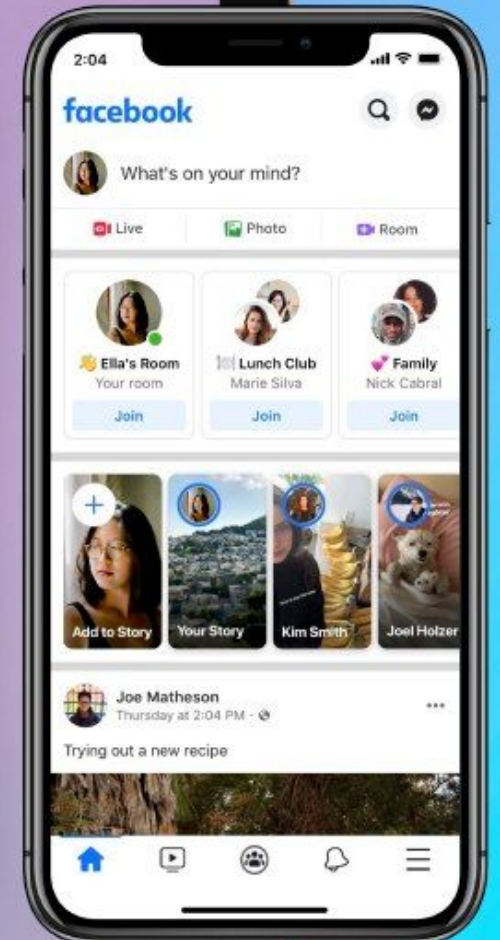 2:04
facebook
What's on your mind?
Live Photo Room
Ella's Room
Your room
Join
Lunch Club
Marie Silva
Join
Family
Nick Cabral
Join
Add to Story
Your Story
Kim Smith
Joel Holzer
Joe Matheson
Thursday at 2:04 PM ·
Trying out a new recipe